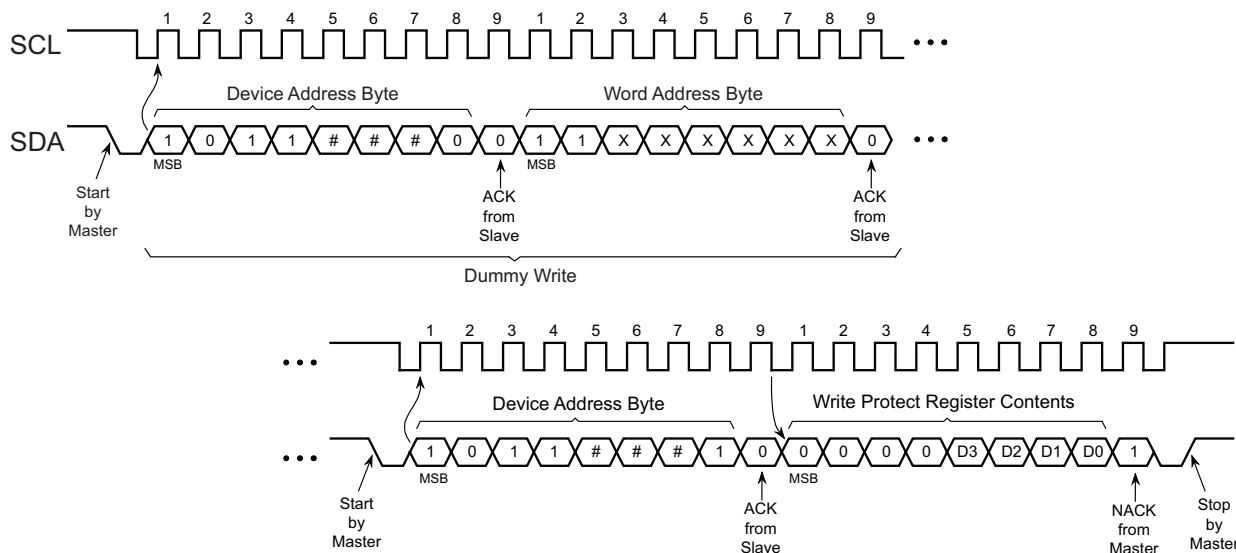 1 2 3 4 5 6 7 8 9 1 2 3 4 5 6 7 8 9
SCL
Device Address Byte Word Address Byte
SDA 1 0 1 1 # # # 0 0 1 1 X X X X X X 0
MSB MSB
Start
by
Master
ACK
from
Slave
ACK
from
Slave
Dummy Write
1 2 3 4 5 6 7 8 9 1 2 3 4 5 6 7 8 9
Device Address Byte Write Protect Register Contents
1 0 1 1 # # # 1 0 0 0 0 0 D3 D2 D1 D0 1
MSB MSB
Start
by
Master
ACK
from
Slave
NACK
from
Master
Stop
by
Master